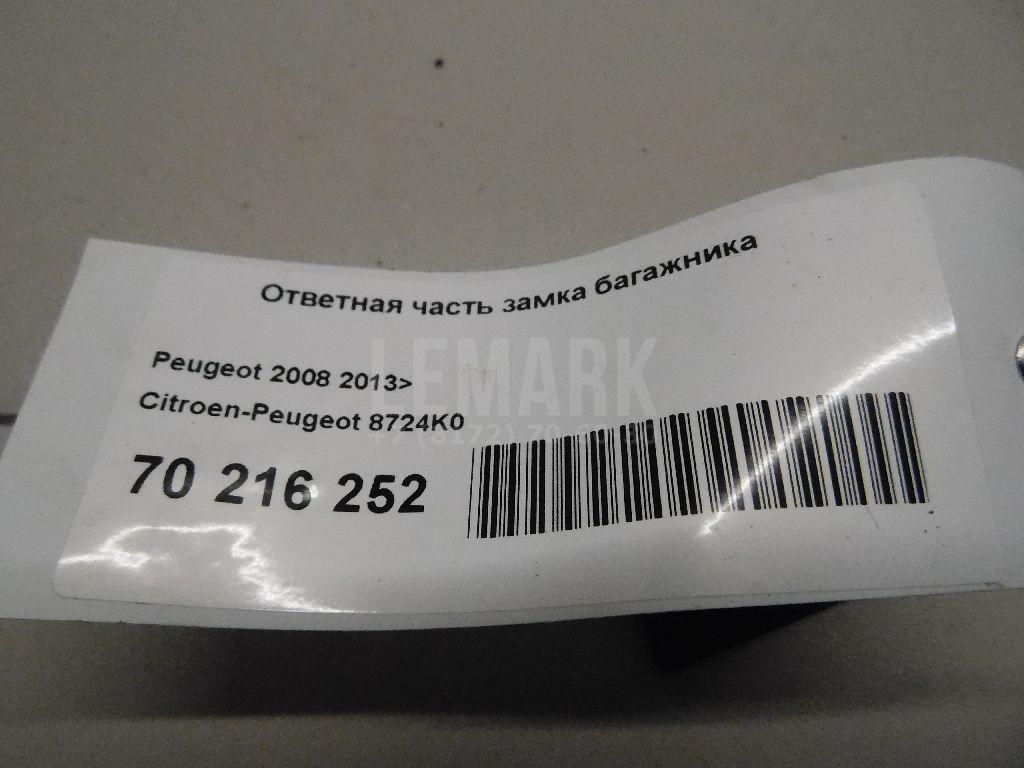 Ответная часть замка багажника
Peugeot 2008 2013>
Citroen-Peugeot 8724K0
70 216 252
LEMARK